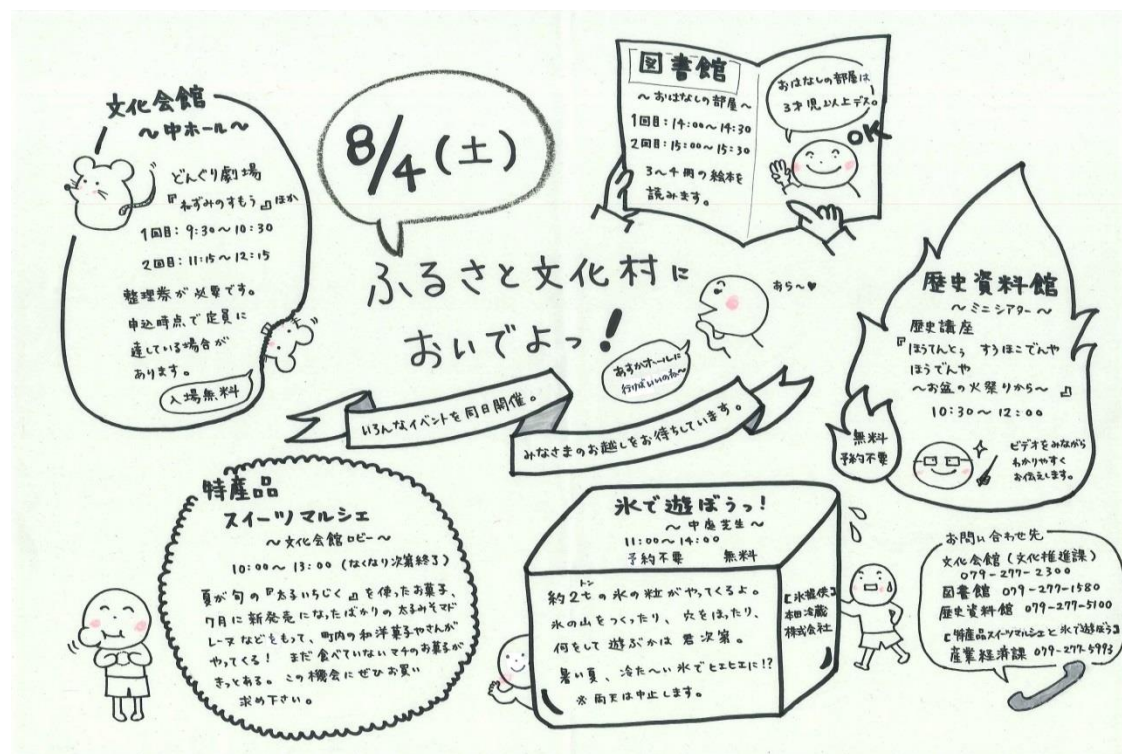 8/4(土)
ふるさと文化村に
おいでよっ!
いろんなイベントを同日開催。
みなさまのお越しをお待ちしています。
あら〜♥
あすかホールに
行けばいいのね〜
文化会館
〜中ホール〜
どんぐり劇場
『ねずみのすもう』ほか
1回目:9:30〜10:30
2回目:11:15〜12:15
整理券が必要です。
申込時点で定員に
達している場合が
あります。
入場無料
図書館
〜おはなしの部屋〜
1回目:14:00〜14:30
2回目:15:00〜15:30
3〜4冊の絵本を
読みます。
おはなしの部屋は
3才児以上デス。
OK
歴史資料館
〜ミニシアター〜
歴史講座
『ほうてんとぅ すろほこでんや
ほうでんや
〜お盆の火祭りから〜』
10:30〜12:00
無料
予約不要
ビデオをみながら
わかりやすく
お伝えします。
特産品
スイーツマルシェ
〜文化会館ロビー〜
10:00〜13:00(なくなり次第終了)
夏が旬の『太子いちじく』を使ったお菓子、
7月に新発売になったばかりの太子みそマド
レーヌなどをもって、町内の和洋菓子やさんが
やってくる! まだ食べていないマチのお菓子が
きっとある。この機会にぜひお買い
求め下さい。
氷で遊ぼうっ!
〜中庭芝生〜
11:00〜14:00
予約不要 無料
トン
約2tの氷の粒がやってくるよ。
氷の山をつくったり、穴をほったり、
何をして遊ぶかは君次第。
暑い夏、冷た〜い氷でヒエヒエに!?
※雨天は中止します。
【氷提供】
本田冷蔵
株式会社
お問い合わせ先
文化会館(文化推進課)
079-277-2300
図書館 079-277-1580
歴史資料館 079-277-5100
【特産品スイーツマルシェと氷で遊ぼう】
産業経済課 079-277-5993